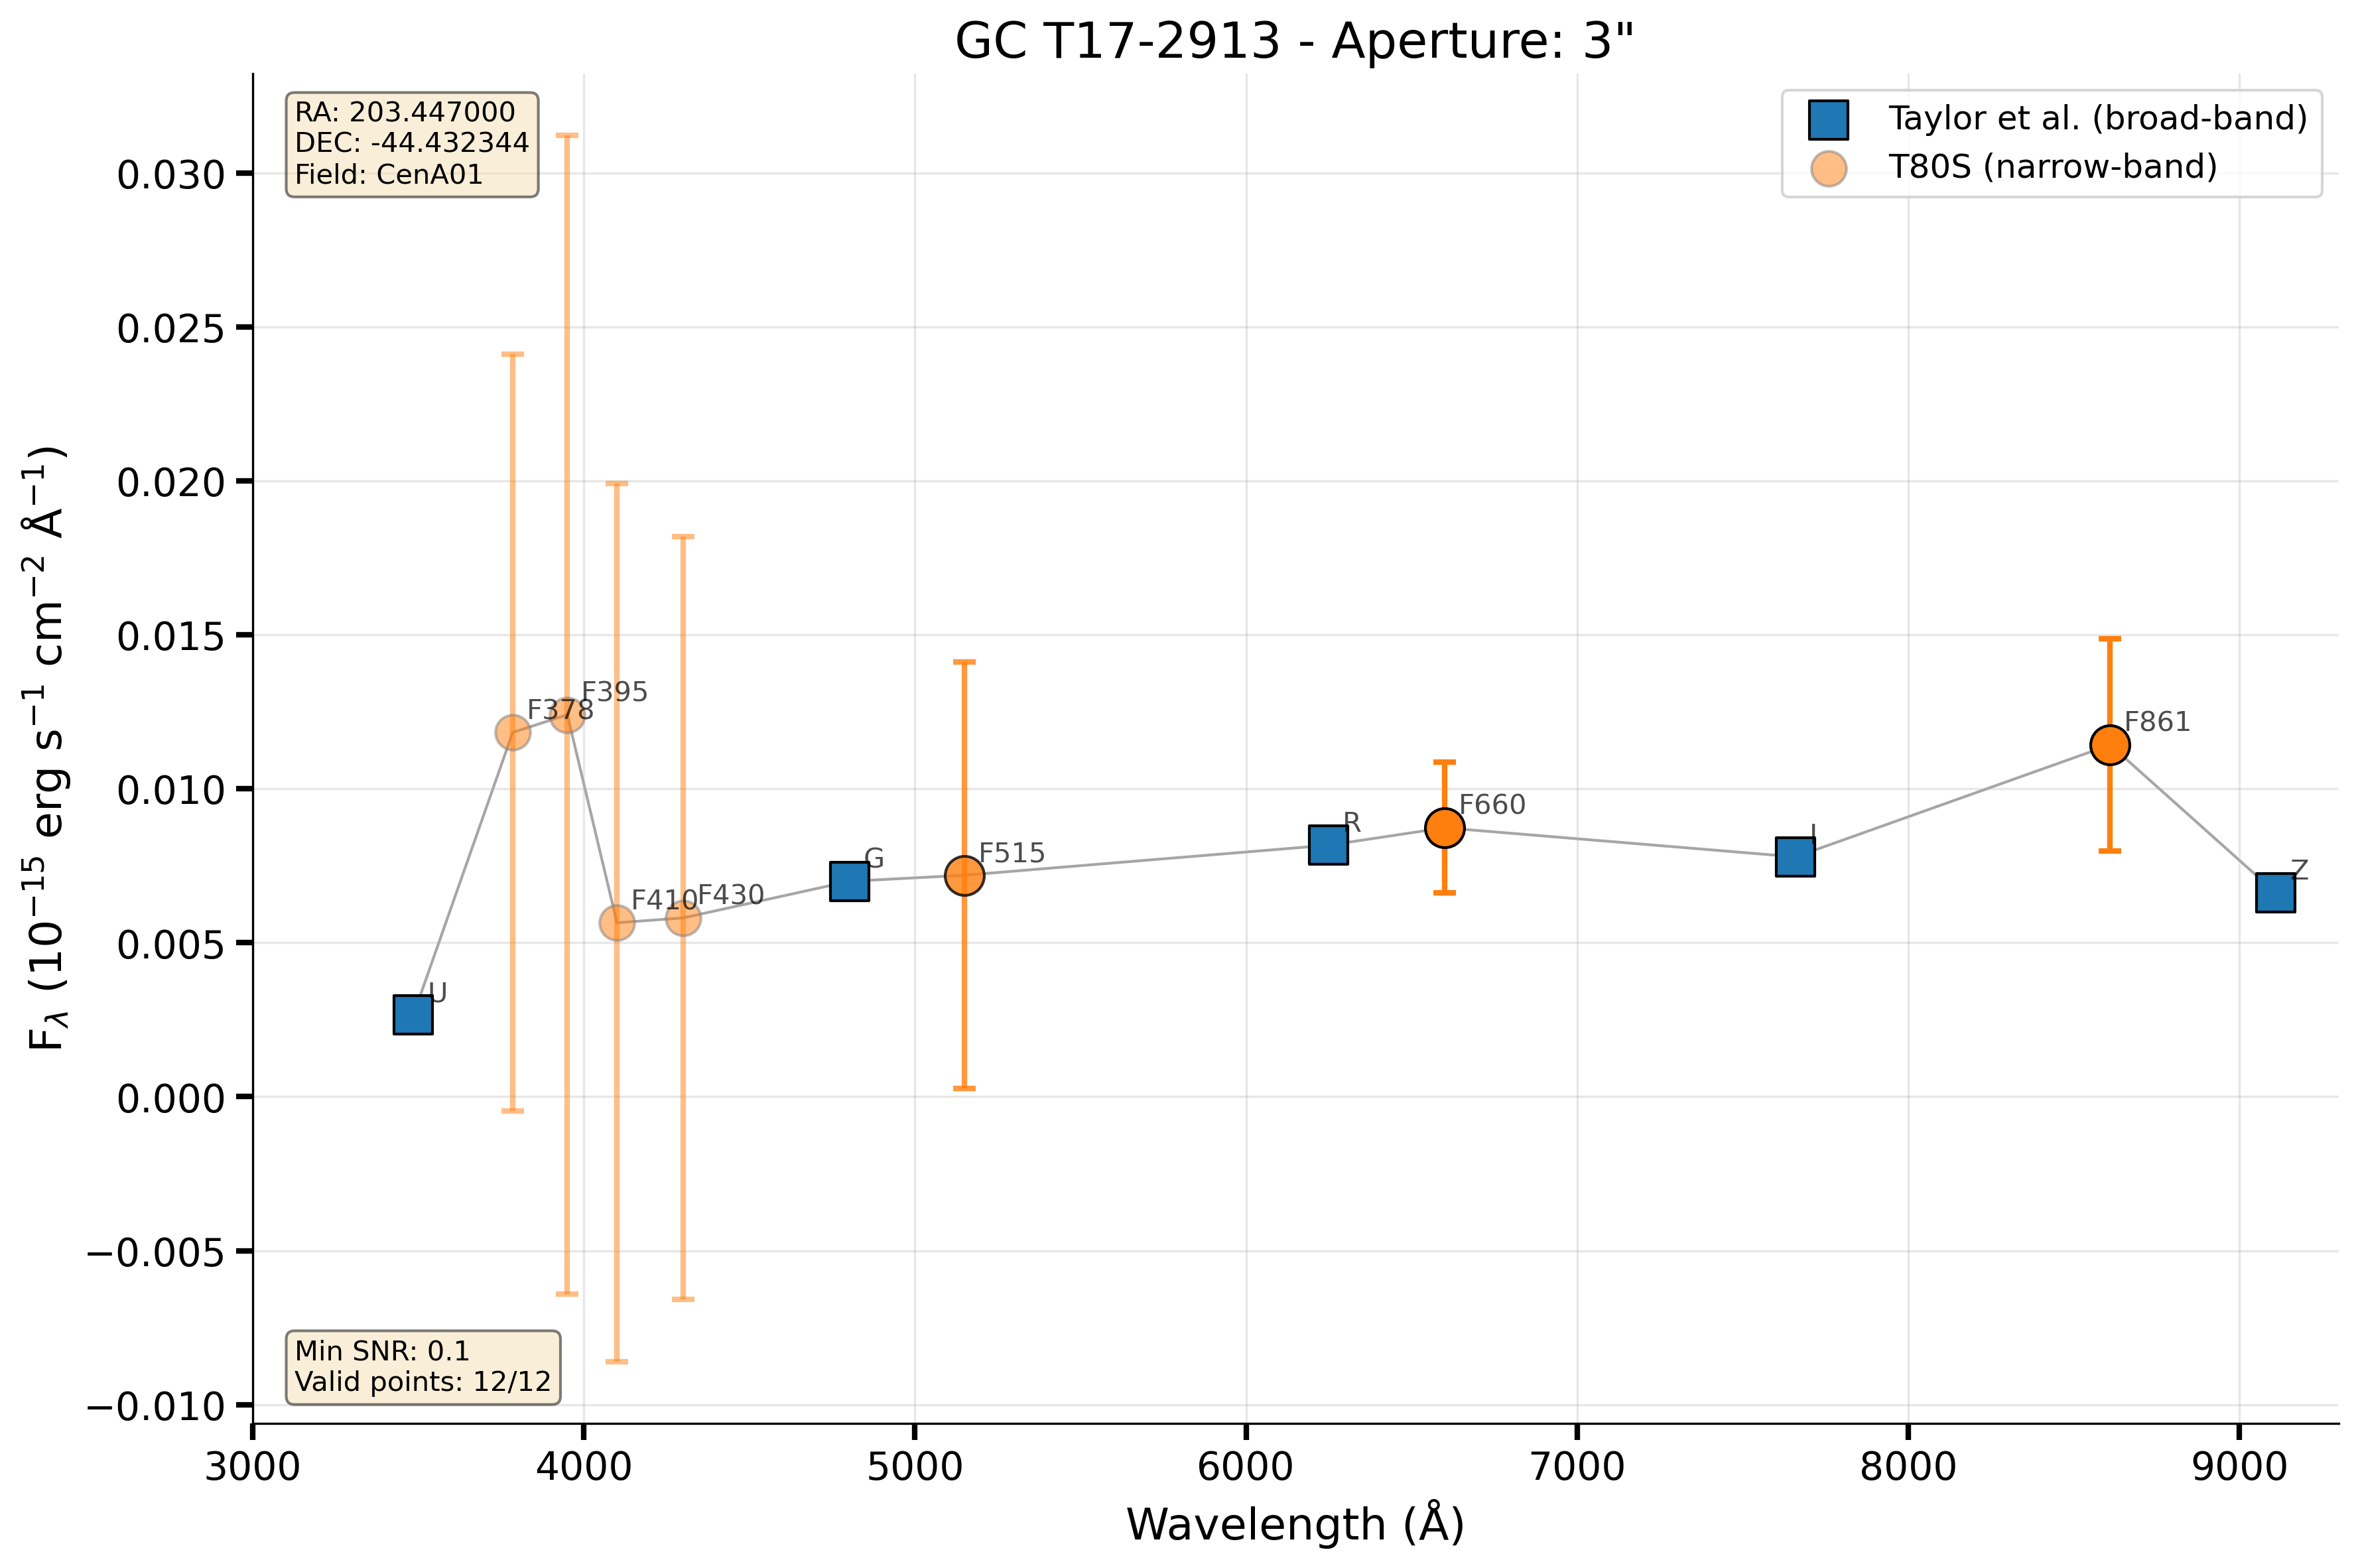 GC T17-2913 - Aperture: 3"
RA: 203.447000
DEC: -44.432344
Field: CenA01
Taylor et al. (broad-band)
T80S (narrow-band)
F_λ (10⁻¹⁵ erg s⁻¹ cm⁻² Å⁻¹)
0.030
0.025
0.020
0.015
0.010
0.005
0.000
−0.005
−0.010
U
F378
F395
F410
F430
G
F515
R
F660
I
F861
Z
Min SNR: 0.1
Valid points: 12/12
3000 4000 5000 6000 7000 8000 9000
Wavelength (Å)